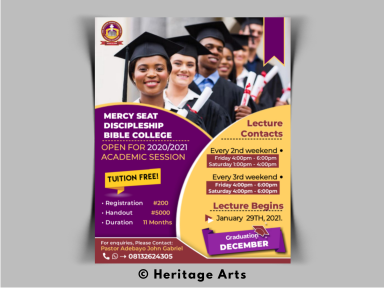 MERCY SEAT
DISCIPLESHIP
BIBLE COLLEGE
OPEN FOR 2020/2021
ACADEMIC SESSION
TUITION FREE!
• Registration #200
• Handout #5000
• Duration 11 Months
For enquiries, Please Contact:
Pastor Adebayo John Gabriel
08132624305
Lecture
Contacts
Every 2nd weekend •
Friday 4:00pm - 6:00pm
Saturday 1:00pm - 4:00pm
Every 3rd weekend •
Friday 4:00pm - 6:00pm
Saturday 4:00pm - 6:00pm
Lecture Begins
January 29TH, 2021.
Graduation
DECEMBER
© Heritage Arts